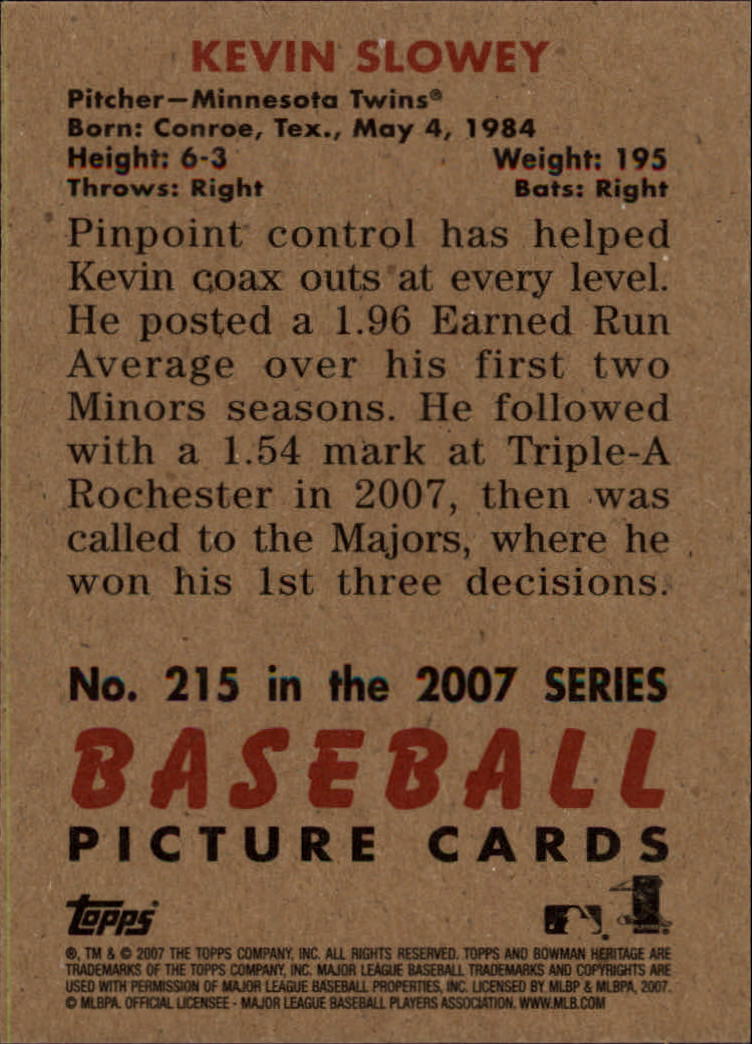 KEVIN SLOWEY
Pitcher—Minnesota Twins®
Born: Conroe, Tex., May 4, 1984
Height: 6-3 Weight: 195
Throws: Right Bats: Right
Pinpoint control has helped
Kevin coax outs at every level.
He posted a 1.96 Earned Run
Average over his first two
Minors seasons. He followed
with a 1.54 mark at Triple-A
Rochester in 2007, then was
called to the Majors, where he
won his 1st three decisions.
No. 215 in the 2007 SERIES
BASEBALL
PICTURE CARDS
topps
®, TM & © 2007 THE TOPPS COMPANY, INC. ALL RIGHTS RESERVED. TOPPS AND BOWMAN HERITAGE ARE
TRADEMARKS OF THE TOPPS COMPANY, INC. MAJOR LEAGUE BASEBALL TRADEMARKS AND COPYRIGHTS ARE
USED WITH PERMISSION OF MAJOR LEAGUE BASEBALL PROPERTIES, INC. LICENSED BY MLBP & MLBPA, 2007.
© MLBPA. OFFICIAL LICENSEE - MAJOR LEAGUE BASEBALL PLAYERS ASSOCIATION. WWW.MLB.COM